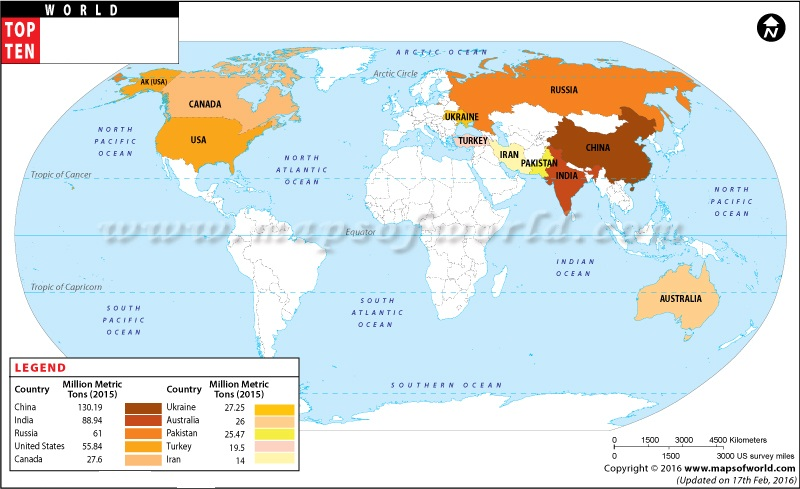 WORLD
TOP
TEN
N
ARCTIC OCEAN
Arctic Circle
AK (USA)
CANADA
RUSSIA
USA
UKRAINE
TURKEY
IRAN
PAKISTAN
CHINA
INDIA
NORTH
PACIFIC
OCEAN
NORTH
ATLANTIC
OCEAN
Tropic of Cancer
NORTH
PACIFIC
OCEAN
www.mapsofworld.com
Equator
INDIAN
OCEAN
Tropic of Capricorn
AUSTRALIA
SOUTH
PACIFIC
OCEAN
SOUTH
ATLANTIC
OCEAN
SOUTHERN OCEAN
LEGEND
Country Million Metric Tons (2015) Country Million Metric Tons (2015)
China 130.19 Ukraine 27.25
India 88.94 Australia 26
Russia 61 Pakistan 25.47
United States 55.84 Turkey 19.5
Canada 27.6 Iran 14
0 1500 3000 4500 Kilometers
0 1500 3000 US survey miles
Copyright © 2016 www.mapsofworld.com
(Updated on 17th Feb, 2016)